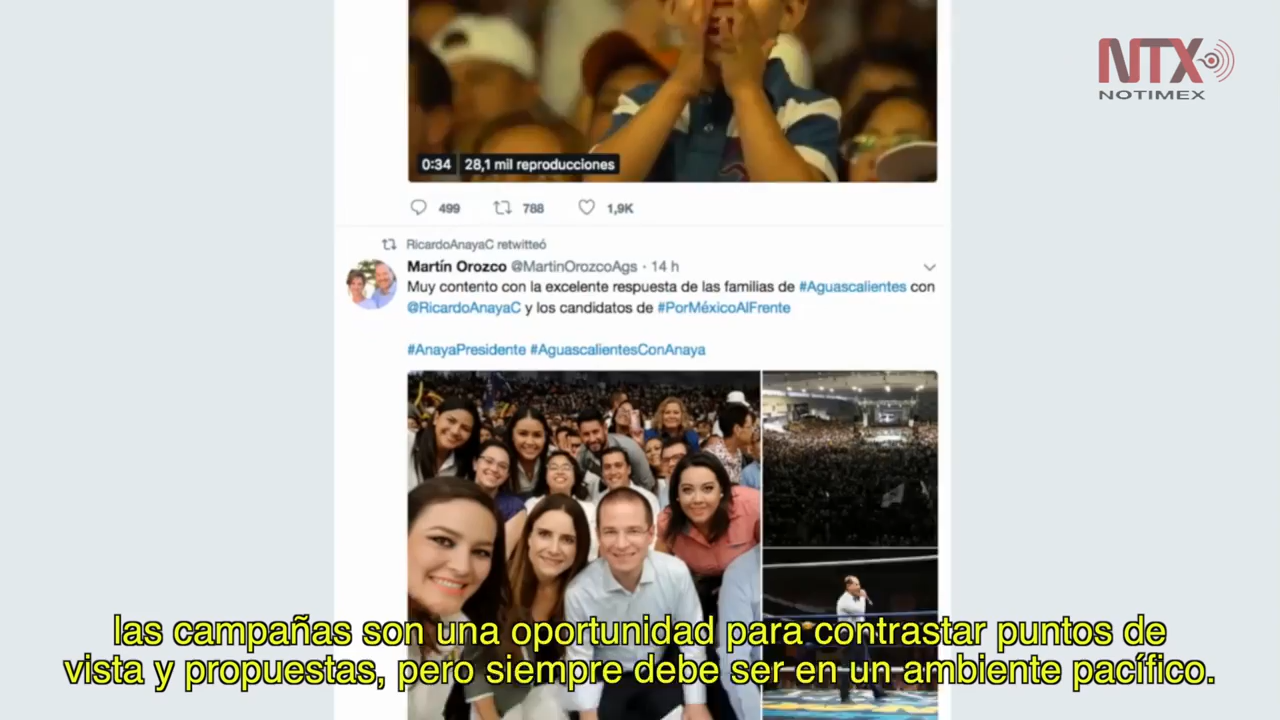 NTX
NOTIMEX
0:34 28,1 mil reproducciones
499 788 1,9K
RicardoAnayaC retwitteó
Martín Orozco @MartinOrozcoAgs · 14 h
Muy contento con la excelente respuesta de las familias de #Aguascalientes con
@RicardoAnayaC y los candidatos de #PorMéxicoAlFrente
#AnayaPresidente #AguascalientesConAnaya
las campañas son una oportunidad para contrastar puntos de
vista y propuestas, pero siempre debe ser en un ambiente pacífico.